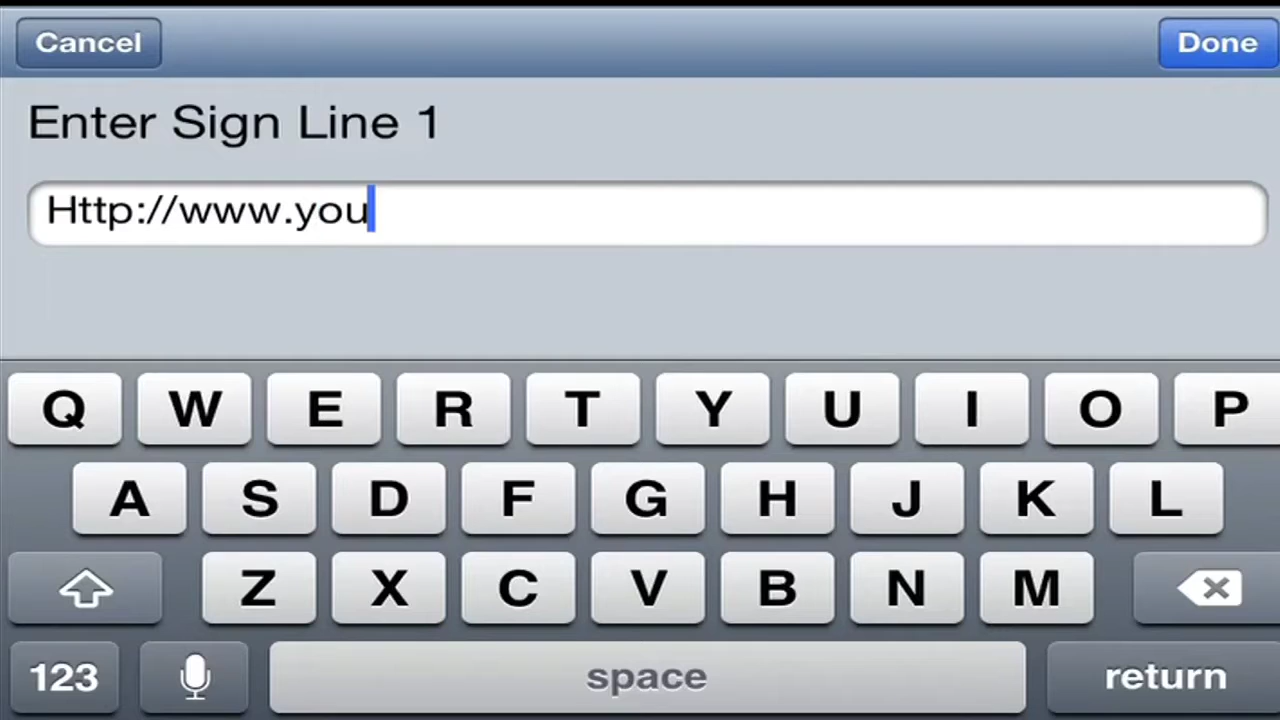 Cancel Done
Enter Sign Line 1
Http://www.you
Q W E R T Y U I O P
A S D F G H J K L
Z X C V B N M
123 space return